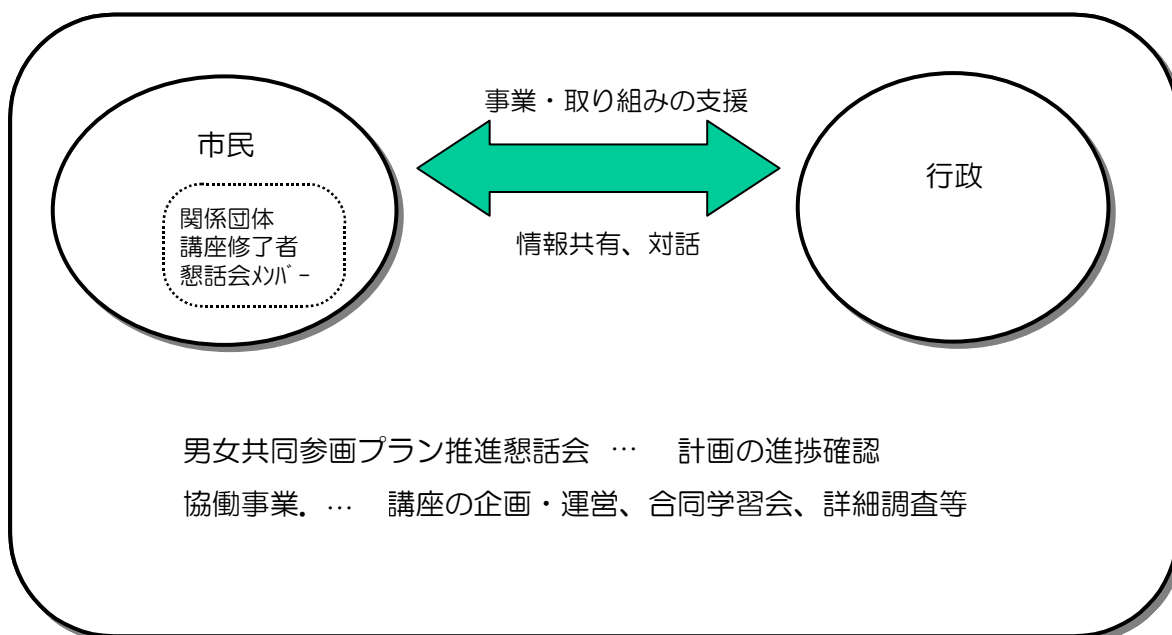 事業・取り組みの支援
市民
行政
関係団体
講座修了者
懇話会ﾒﾝﾊﾞｰ
情報共有、対話
男女共同参画プラン推進懇話会 … 計画の進捗確認
協働事業. … 講座の企画・運営、合同学習会、詳細調査等